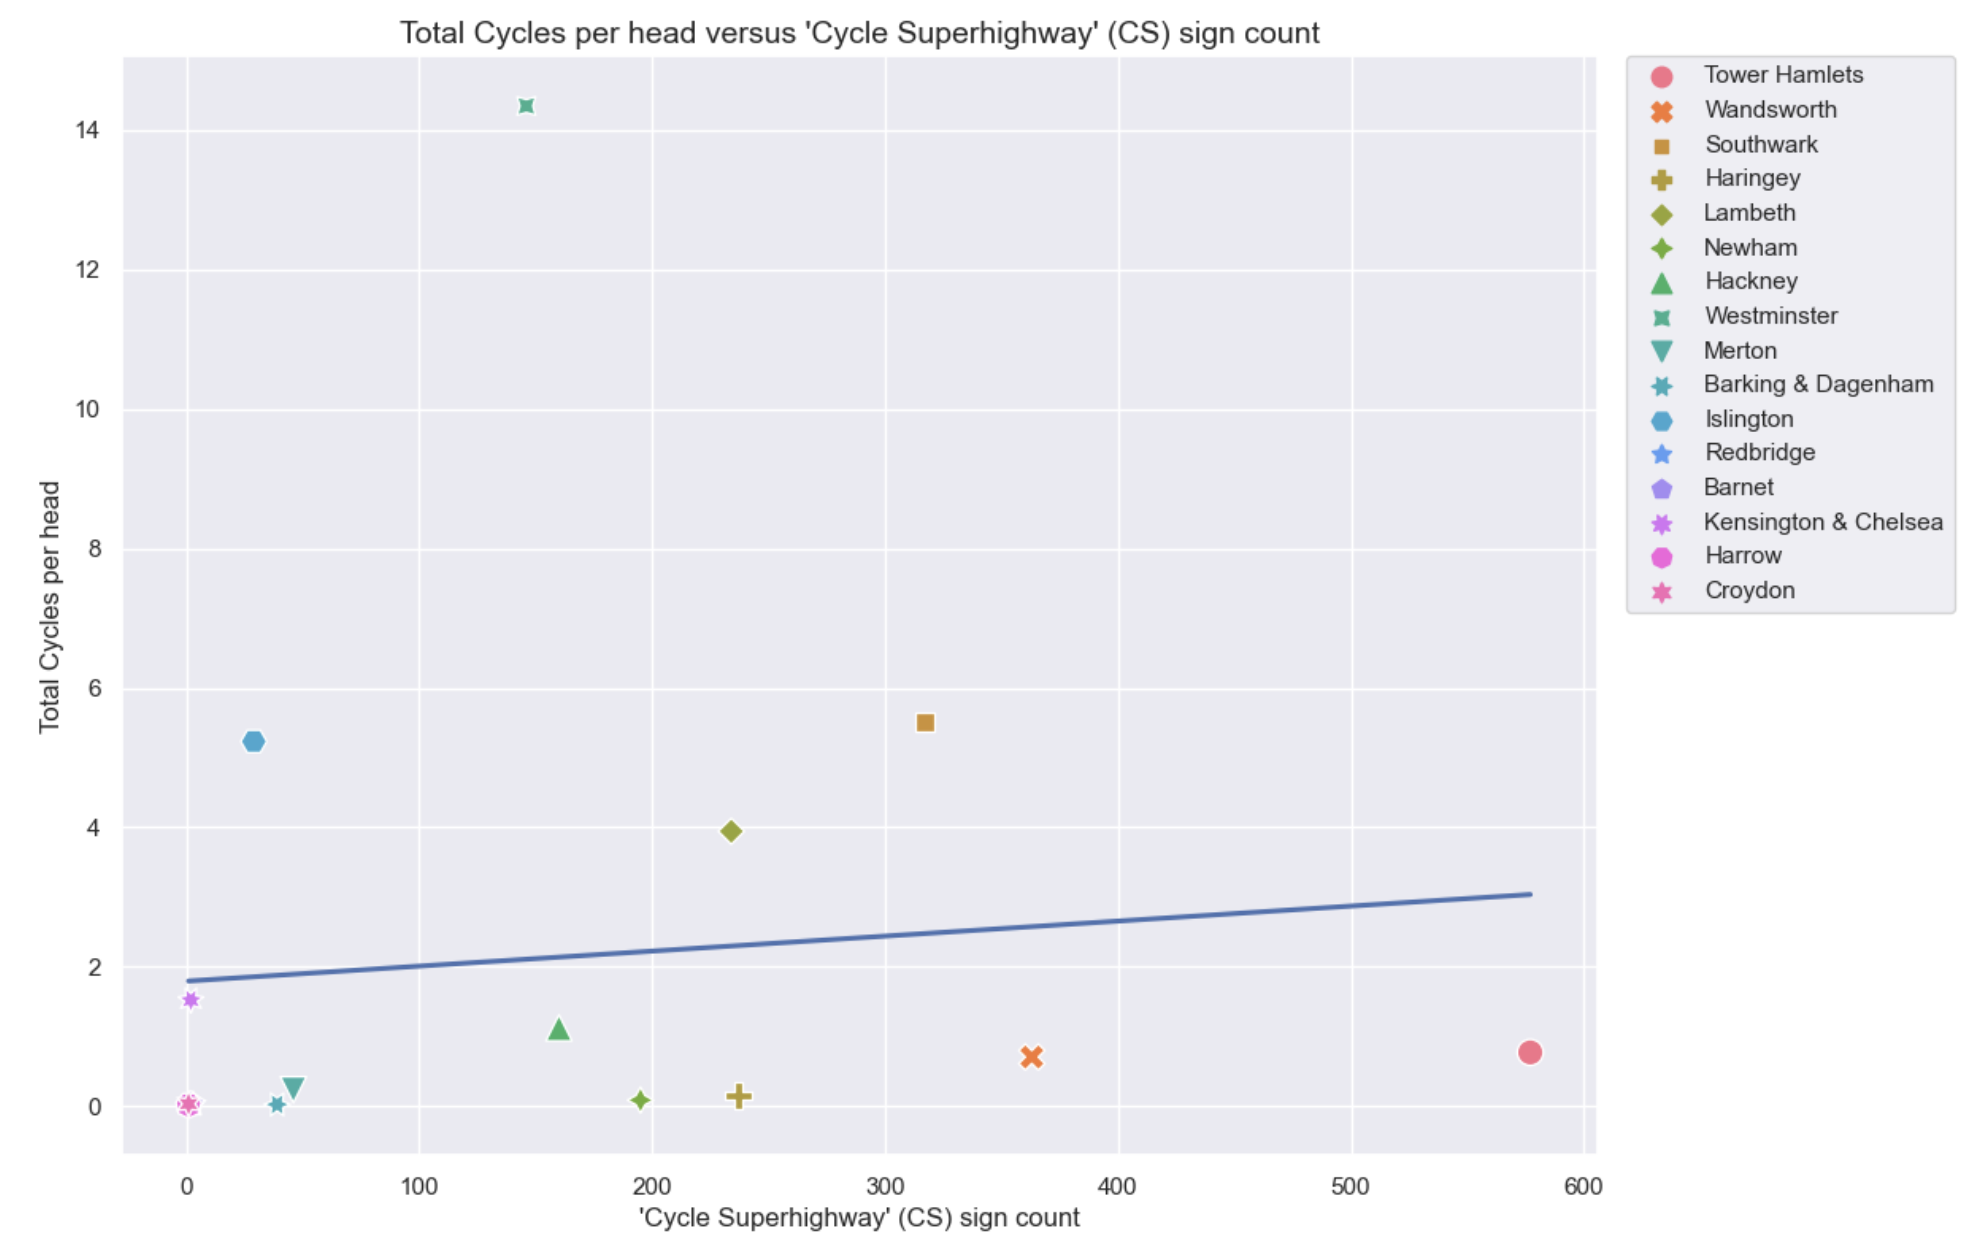 Total Cycles per head versus 'Cycle Superhighway' (CS) sign count
Tower Hamlets
Wandsworth
Southwark
Haringey
Lambeth
Newham
Hackney
Westminster
Merton
Barking & Dagenham
Islington
Redbridge
Barnet
Kensington & Chelsea
Harrow
Croydon
Total Cycles per head
14
12
10
8
6
4
2
0
0 100 200 300 400 500 600
'Cycle Superhighway' (CS) sign count